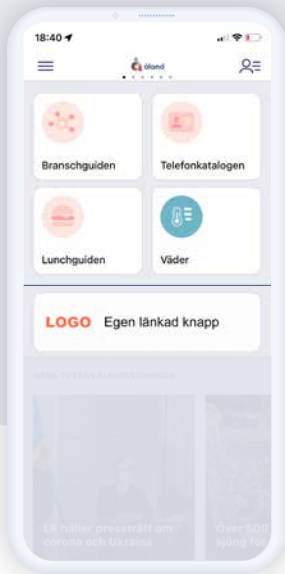 18:40
åland
Branschguiden
Telefonkatalogen
Lunchguiden
Väder
LOGO Egen länkad knapp
LR håller pressträff om
corona och Ukraina
Över 500
sjöng för